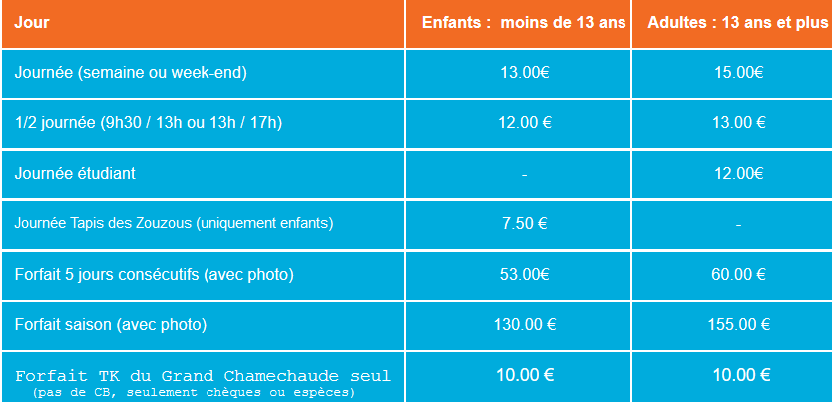 Jour Enfants : moins de 13 ans Adultes : 13 ans et plus
Journée (semaine ou week-end) 13.00€ 15.00€
1/2 journée (9h30 / 13h ou 13h / 17h) 12.00 € 13.00 €
Journée étudiant - 12.00€
Journée Tapis des Zouzous (uniquement enfants) 7.50 € -
Forfait 5 jours consécutifs (avec photo) 53.00€ 60.00 €
Forfait saison (avec photo) 130.00 € 155.00 €
Forfait TK du Grand Chamechaude seul 10.00 € 10.00 €
(pas de CB, seulement chèques ou espèces)